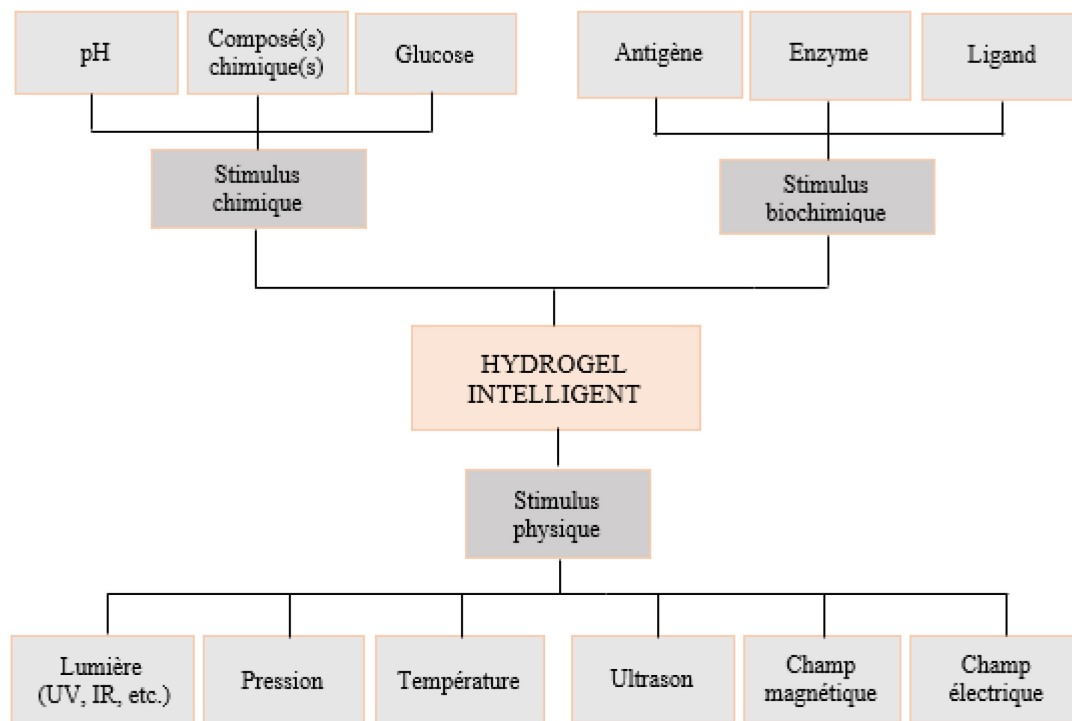 pH
Composé(s)
chimique(s)
Glucose
Antigène
Enzyme
Ligand
Stimulus
chimique
Stimulus
biochimique
HYDROGEL
INTELLIGENT
Stimulus
physique
Lumière
(UV, IR, etc.)
Pression
Température
Ultrason
Champ
magnétique
Champ
électrique